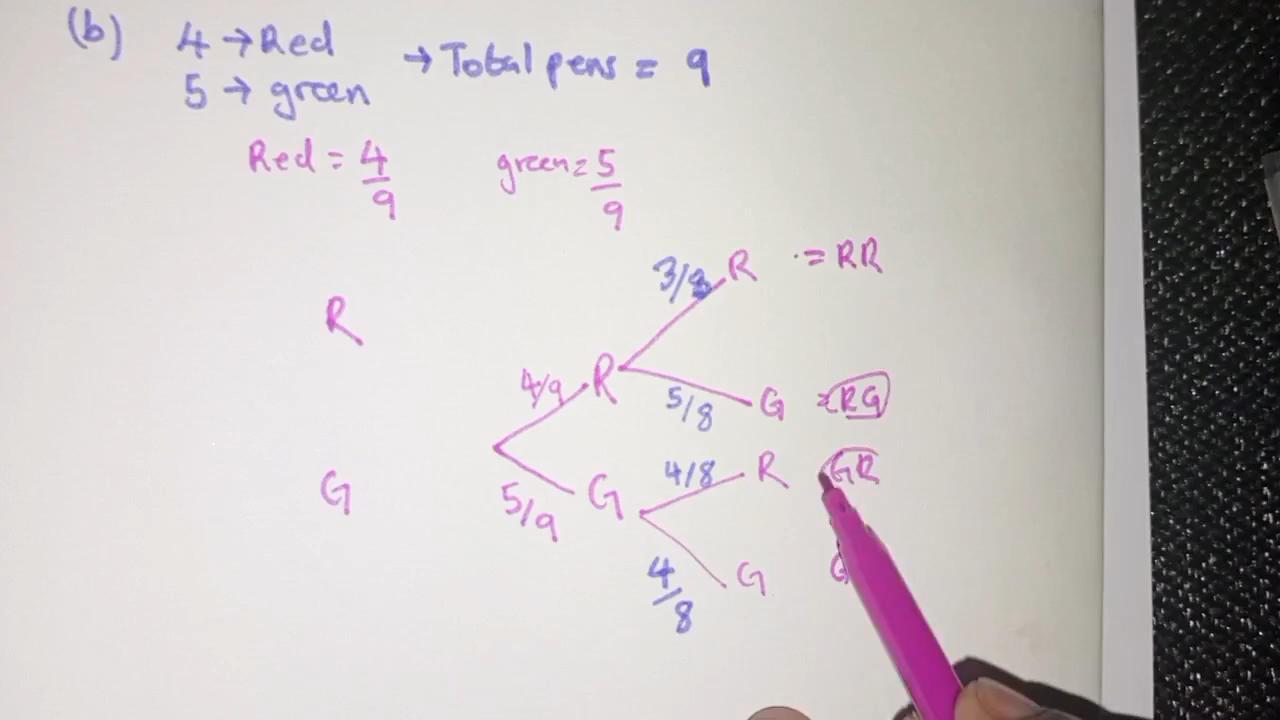 (b) 4 → Red
5 → green
→ Total pens = 9
Red = 4/9
green = 5/9
3/8 R = RR
R
4/9 R
5/8 G = RG
4/8 R GR
G
5/9 G
4/8 G G